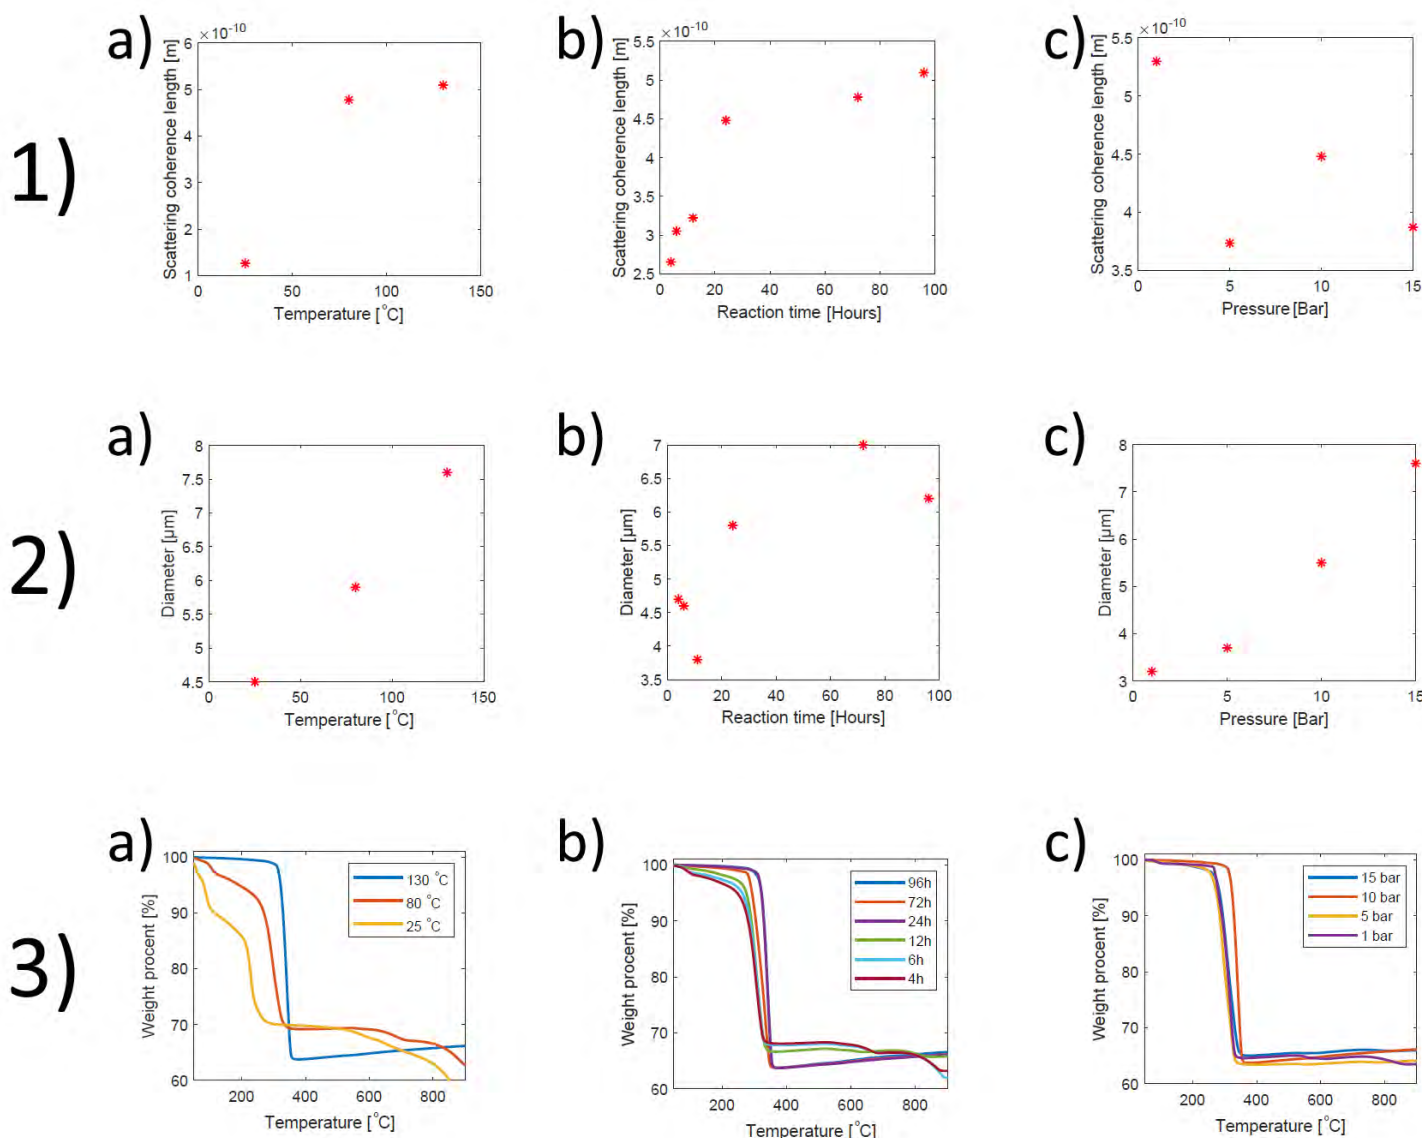 a)
b)
c)
×10⁻¹⁰
×10⁻¹⁰
×10⁻¹⁰
1)
Scattering coherence length [m]
6
5
4
3
2
1
0 50 100 150
Temperature [°C]
Scattering coherence length [m]
5.5
5
4.5
4
3.5
3
2.5
0 20 40 60 80 100
Reaction time [Hours]
Scattering coherence length [m]
5.5
5
4.5
4
3.5
0 5 10 15
Pressure [Bar]
a)
b)
c)
2)
Diameter [µm]
8
7.5
7
6.5
6
5.5
5
4.5
0 50 100 150
Temperature [°C]
Diameter [µm]
7
6.5
6
5.5
5
4.5
4
3.5
0 20 40 60 80 100
Reaction time [Hours]
Diameter [µm]
8
7
6
5
4
3
0 5 10 15
Pressure [Bar]
a)
b)
c)
3)
Weight procent [%]
100
90
80
70
60
130 °C
80 °C
25 °C
200 400 600 800
Temperature [°C]
Weight procent [%]
100
90
80
70
60
96h
72h
24h
12h
6h
4h
200 400 600 800
Temperature [°C]
Weight procent [%]
100
90
80
70
60
15 bar
10 bar
5 bar
1 bar
200 400 600 800
Temperature [°C]